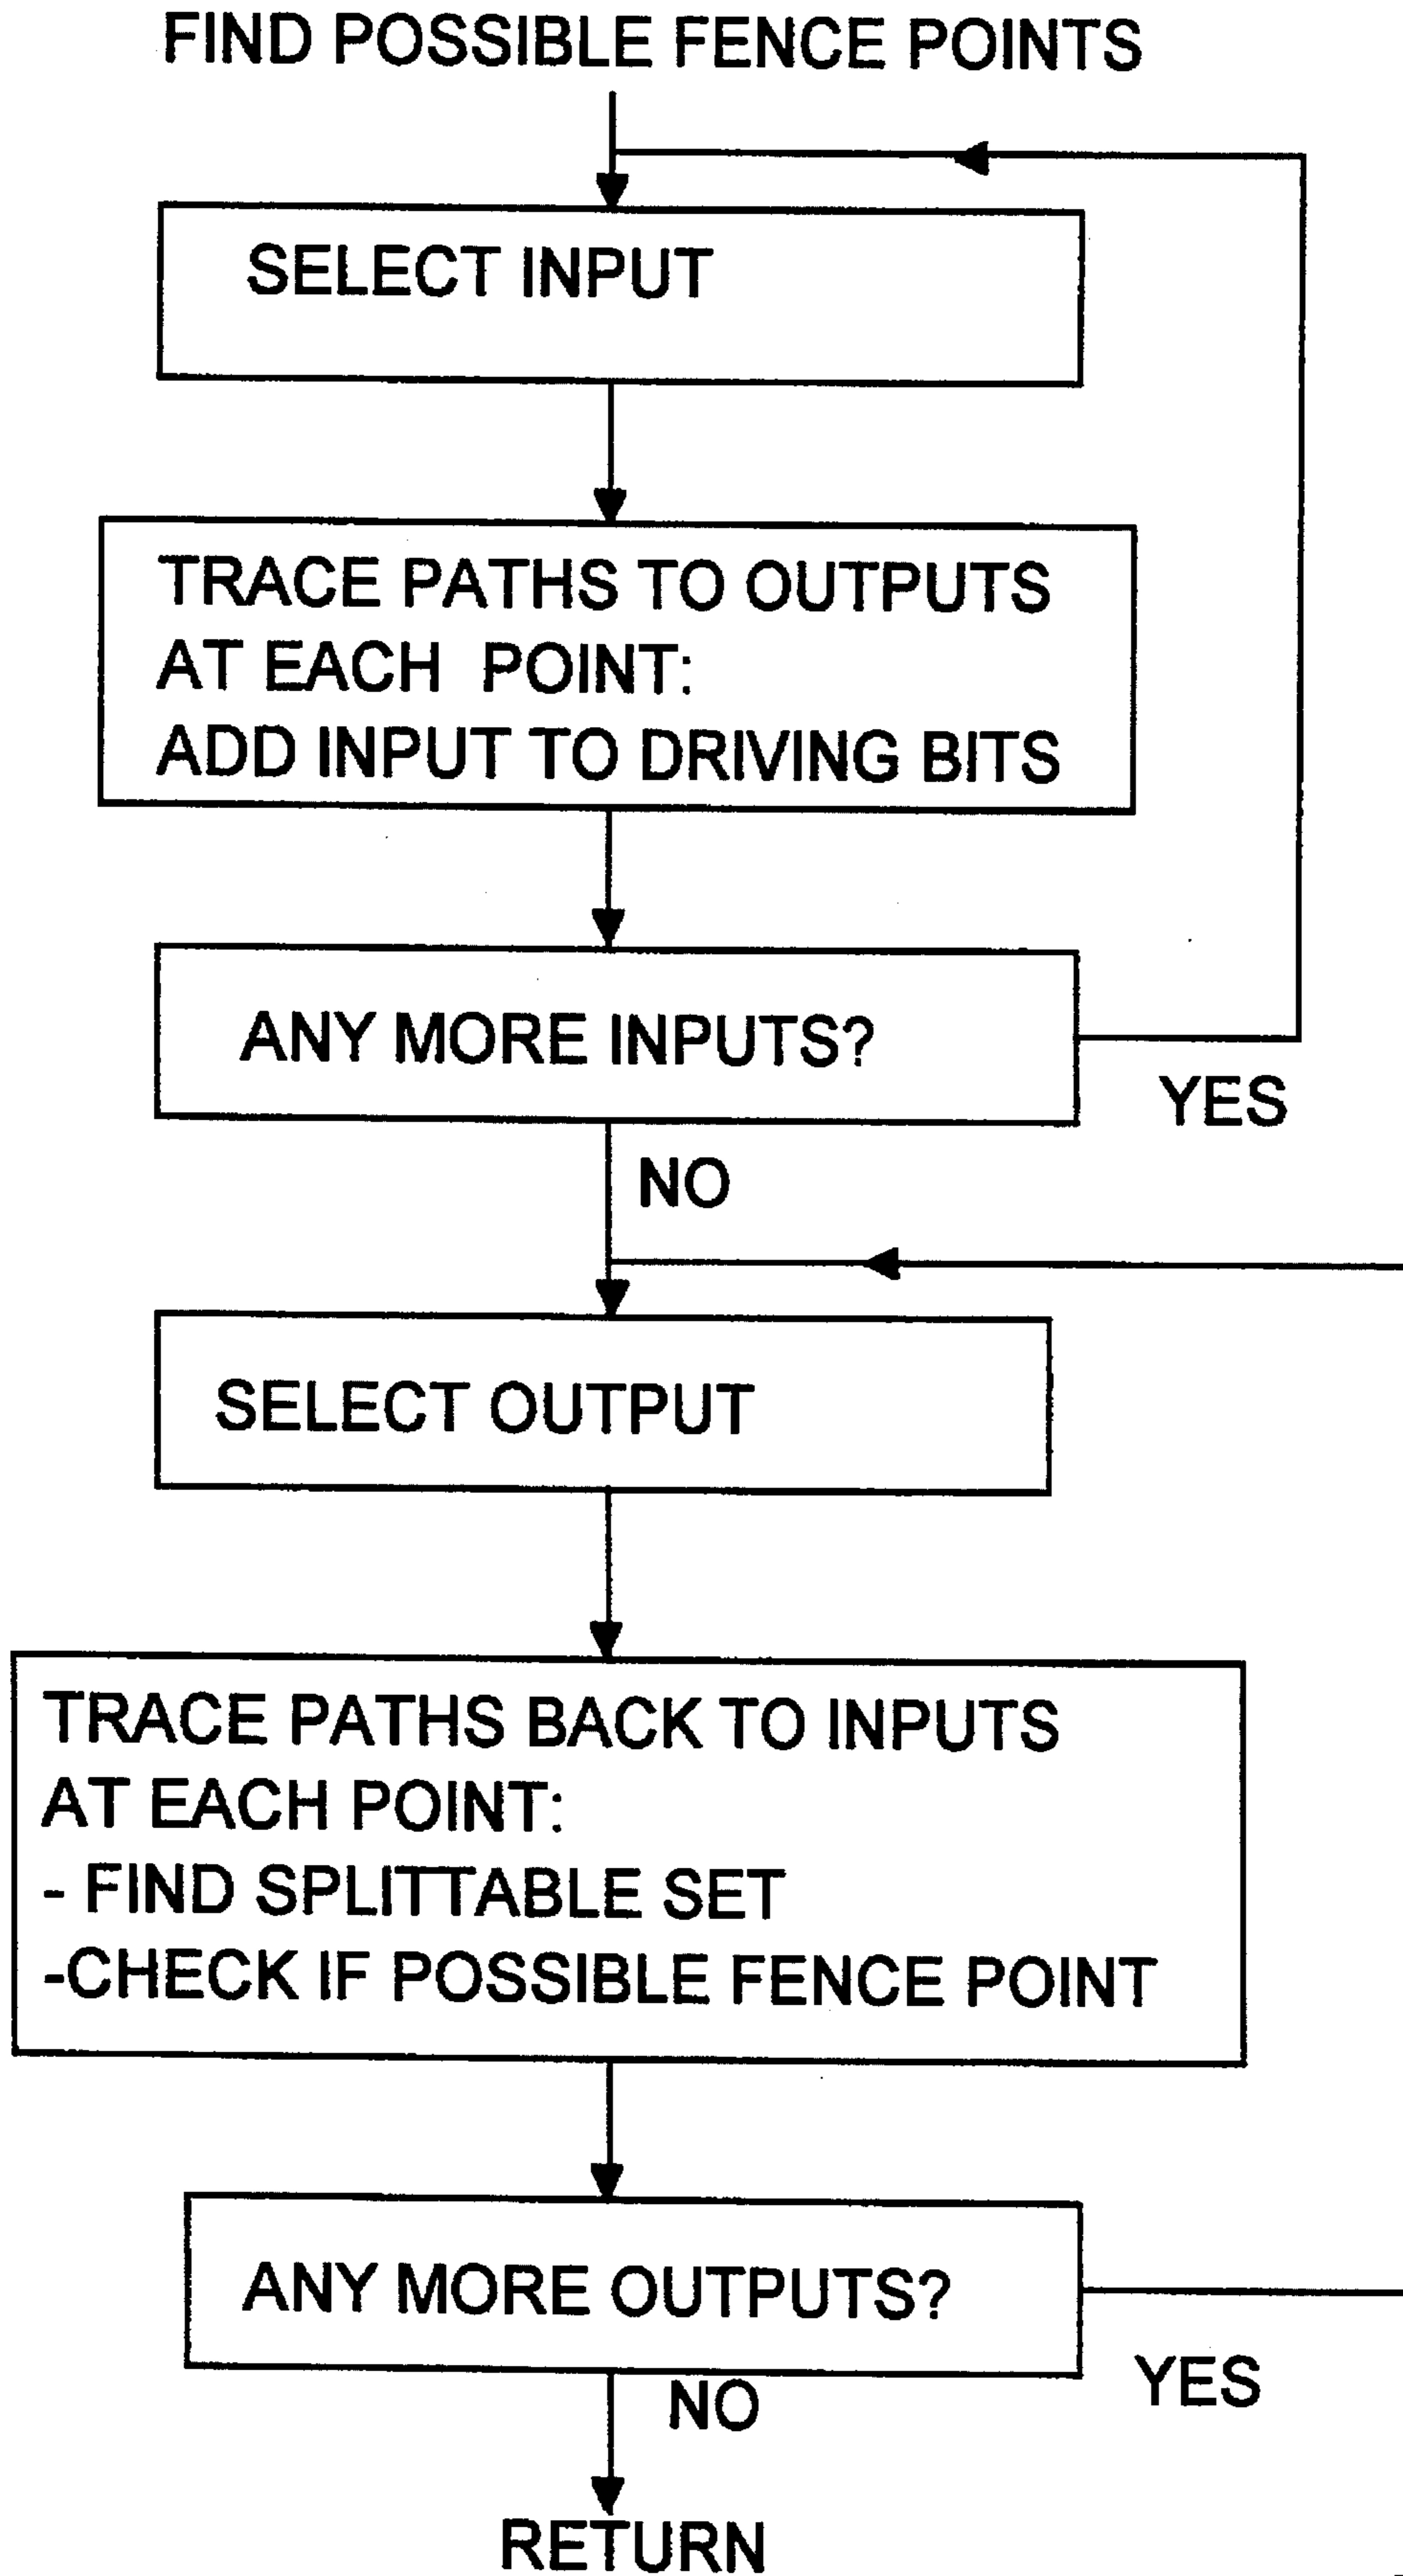 FIND POSSIBLE FENCE POINTS
SELECT INPUT
TRACE PATHS TO OUTPUTS
AT EACH POINT:
ADD INPUT TO DRIVING BITS
ANY MORE INPUTS?
YES
NO
SELECT OUTPUT
TRACE PATHS BACK TO INPUTS
AT EACH POINT:
- FIND SPLITTABLE SET
-CHECK IF POSSIBLE FENCE POINT
ANY MORE OUTPUTS?
YES
NO
RETURN